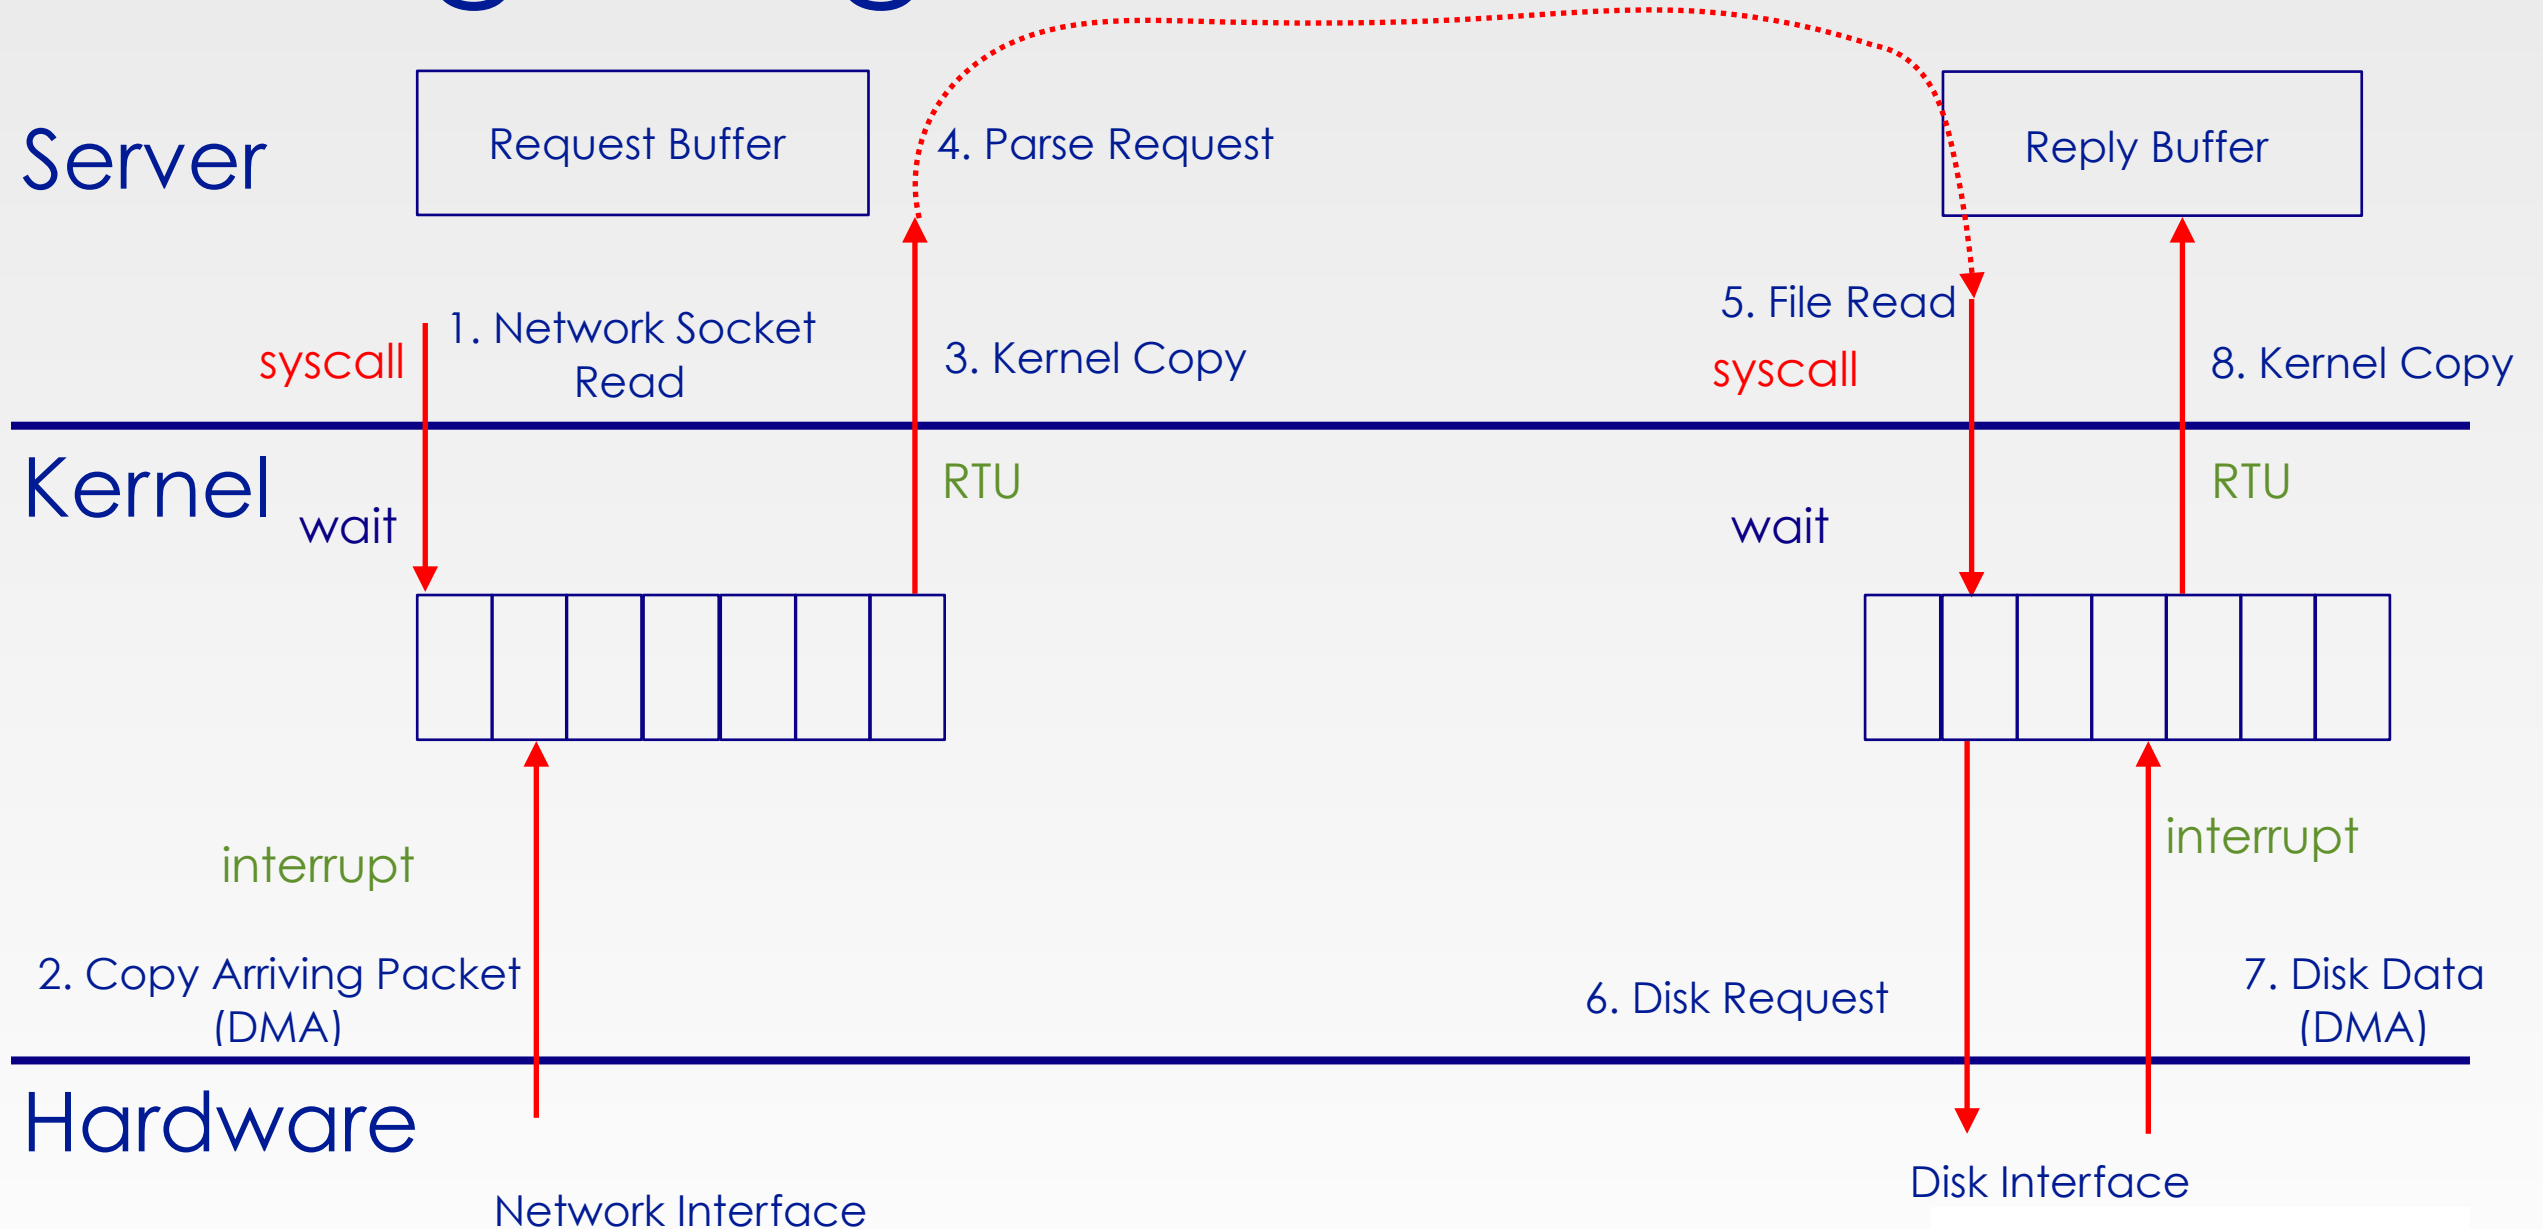 Server
Request Buffer
4. Parse Request
Reply Buffer
syscall
1. Network Socket
Read
3. Kernel Copy
5. File Read
syscall
8. Kernel Copy
Kernel
wait
RTU
wait
RTU
interrupt
interrupt
2. Copy Arriving Packet
(DMA)
6. Disk Request
7. Disk Data
(DMA)
Hardware
Network Interface
Disk Interface